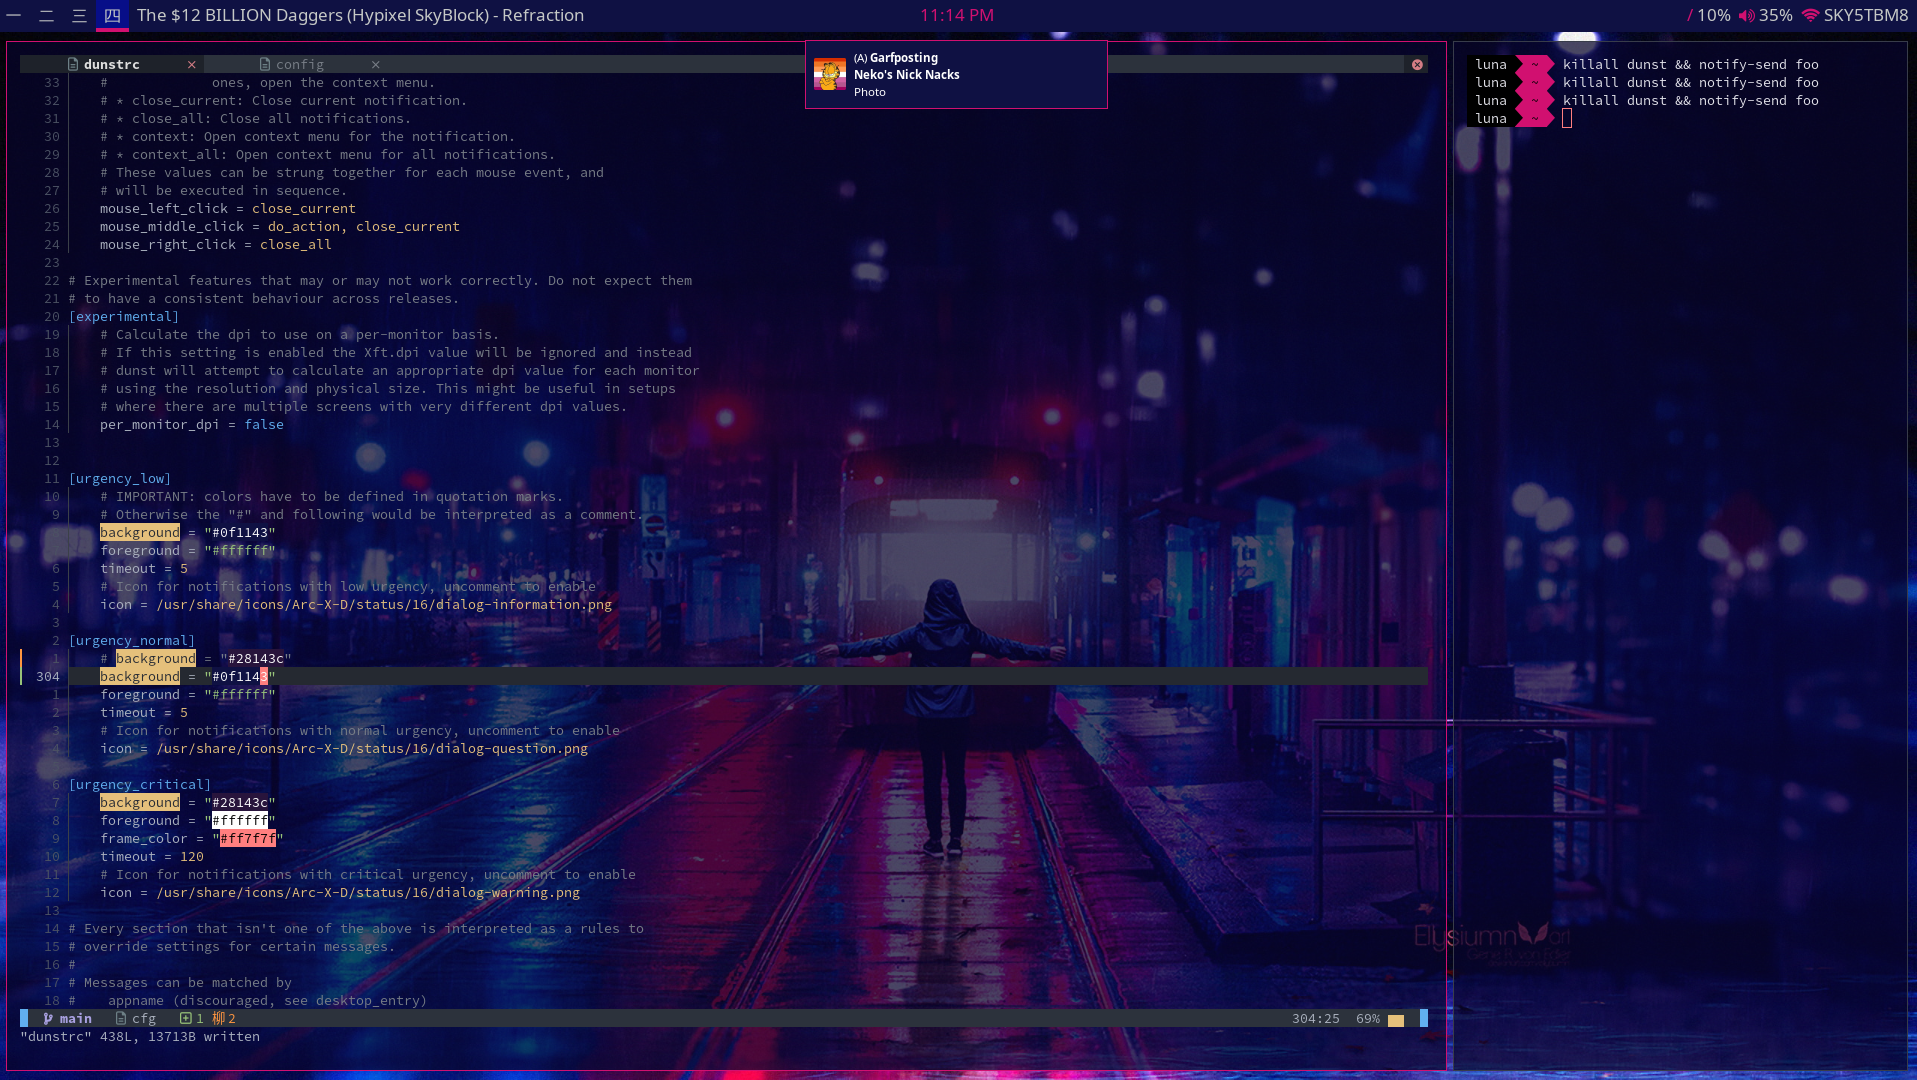 一 二 三 四 The $12 BILLION Daggers (Hypixel SkyBlock) - Refraction
11:14 PM
/ 10% 35% SKY5TBM8
dunstrc × config ×
(A) Garfposting
Neko's Nick Nacks
Photo
33 # ones, open the context menu.
32 # * close_current: Close current notification.
31 # * close_all: Close all notifications.
30 # * context: Open context menu for the notification.
29 # * context_all: Open context menu for all notifications.
28 # These values can be strung together for each mouse event, and
27 # will be executed in sequence.
26 mouse_left_click = close_current
25 mouse_middle_click = do_action, close_current
24 mouse_right_click = close_all
23
22 # Experimental features that may or may not work correctly. Do not expect them
21 # to have a consistent behaviour across releases.
20 [experimental]
19 # Calculate the dpi to use on a per-monitor basis.
18 # If this setting is enabled the Xft.dpi value will be ignored and instead
17 # dunst will attempt to calculate an appropriate dpi value for each monitor
16 # using the resolution and physical size. This might be useful in setups
15 # where there are multiple screens with very different dpi values.
14 per_monitor_dpi = false
13
12
11 [urgency_low]
10 # IMPORTANT: colors have to be defined in quotation marks.
9 # Otherwise the "#" and following would be interpreted as a comment.
8 background = "#0f1143"
7 foreground = "#ffffff"
6 timeout = 5
5 # Icon for notifications with low urgency, uncomment to enable
4 icon = /usr/share/icons/Arc-X-D/status/16/dialog-information.png
3
2 [urgency_normal]
1 # background = "#28143c"
304 background = "#0f1143"
1 foreground = "#ffffff"
2 timeout = 5
3 # Icon for notifications with normal urgency, uncomment to enable
4 icon = /usr/share/icons/Arc-X-D/status/16/dialog-question.png
5
6 [urgency_critical]
7 background = "#28143c"
8 foreground = "#ffffff"
9 frame_color = "#ff7f7f"
10 timeout = 120
11 # Icon for notifications with critical urgency, uncomment to enable
12 icon = /usr/share/icons/Arc-X-D/status/16/dialog-warning.png
13
14 # Every section that isn't one of the above is interpreted as a rules to
15 # override settings for certain messages.
16 #
17 # Messages can be matched by
18 # appname (discouraged, see desktop_entry)
main cfg 1 柳 2 304:25 69%
"dunstrc" 438L, 13713B written
luna ~ killall dunst && notify-send foo
luna ~ killall dunst && notify-send foo
luna ~ killall dunst && notify-send foo
luna ~
Elysiumn art